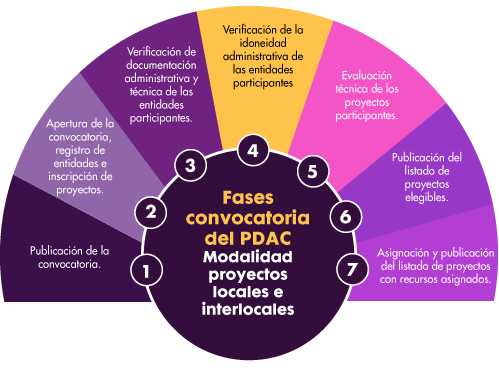 Fases
convocatoria
del PDAC
Modalidad
proyectos
locales e
interlocales
1
Publicación de la
convocatoria.
2
Apertura de la
convocatoria,
registro de
entidades e
inscripción de
proyectos.
3
Verificación de
documentación
administrativa y
técnica de las
entidades
participantes.
4
Verificación de la
idoneidad
administrativa de
las entidades
participantes
5
Evaluación
técnica de los
proyectos
participantes.
6
Publicación del
listado de
proyectos
elegibles.
7
Asignación y publicación
del listado de proyectos
con recursos asignados.